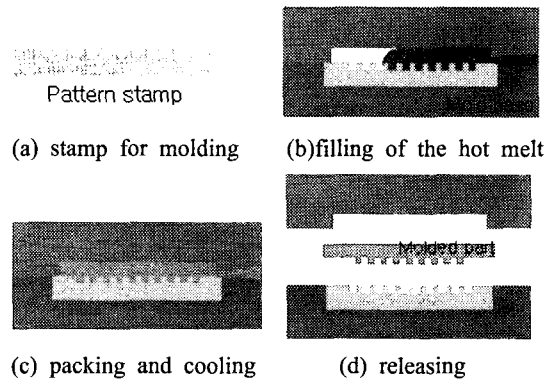 Pattern stamp
(a) stamp for molding
(b)filling of the hot melt
Molded part
(c) packing and cooling
(d) releasing